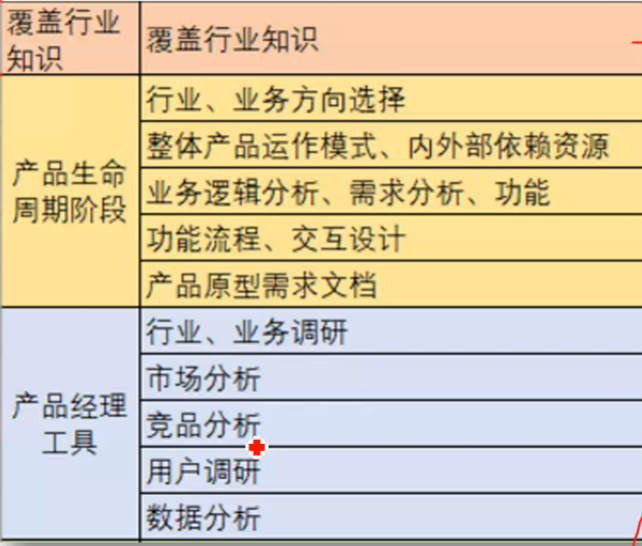 覆盖行业
知识
覆盖行业知识
产品生命
周期阶段
行业、业务方向选择
整体产品运作模式、内外部依赖资源
业务逻辑分析、需求分析、功能
功能流程、交互设计
产品原型需求文档
产品经理
工具
行业、业务调研
市场分析
竞品分析
用户调研
数据分析